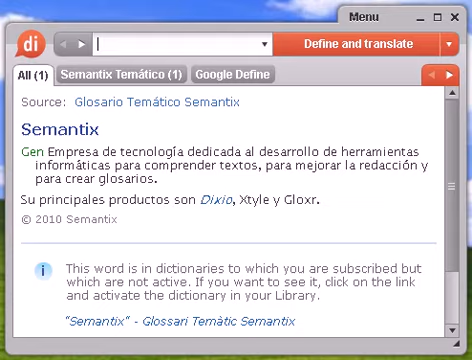 Menu
di
Define and translate
All (1)
Semantix Temático (1)
Google Define
Source: Glosario Temático Semantix
Semantix
Gen Empresa de tecnología dedicada al desarrollo de herramientas
informáticas para comprender textos, para mejorar la redacción y
para crear glosarios.
Su principales productos son Dixio, Xtyle y Gloxr.
© 2010 Semantix
i
This word is in dictionaries to which you are subscribed but
which are not active. If you want to see it, click on the link
and activate the dictionary in your Library.
"Semantix" - Glossari Temàtic Semantix